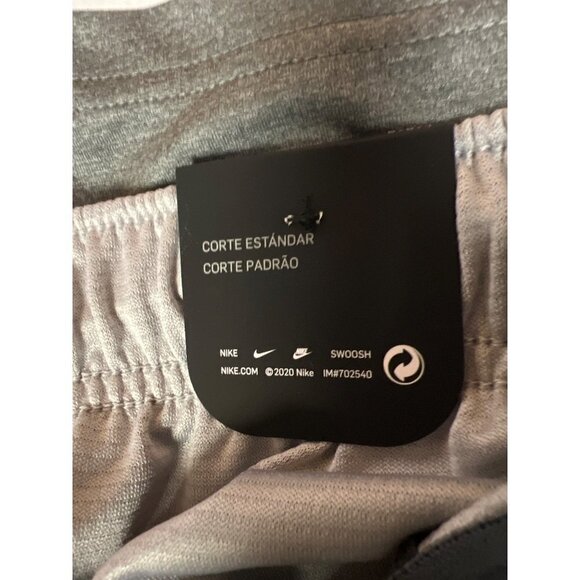 CORTE ESTÁNDAR
CORTE PADRÃO
NIKE SWOOSH
NIKE.COM ©2020 Nike IM#702540